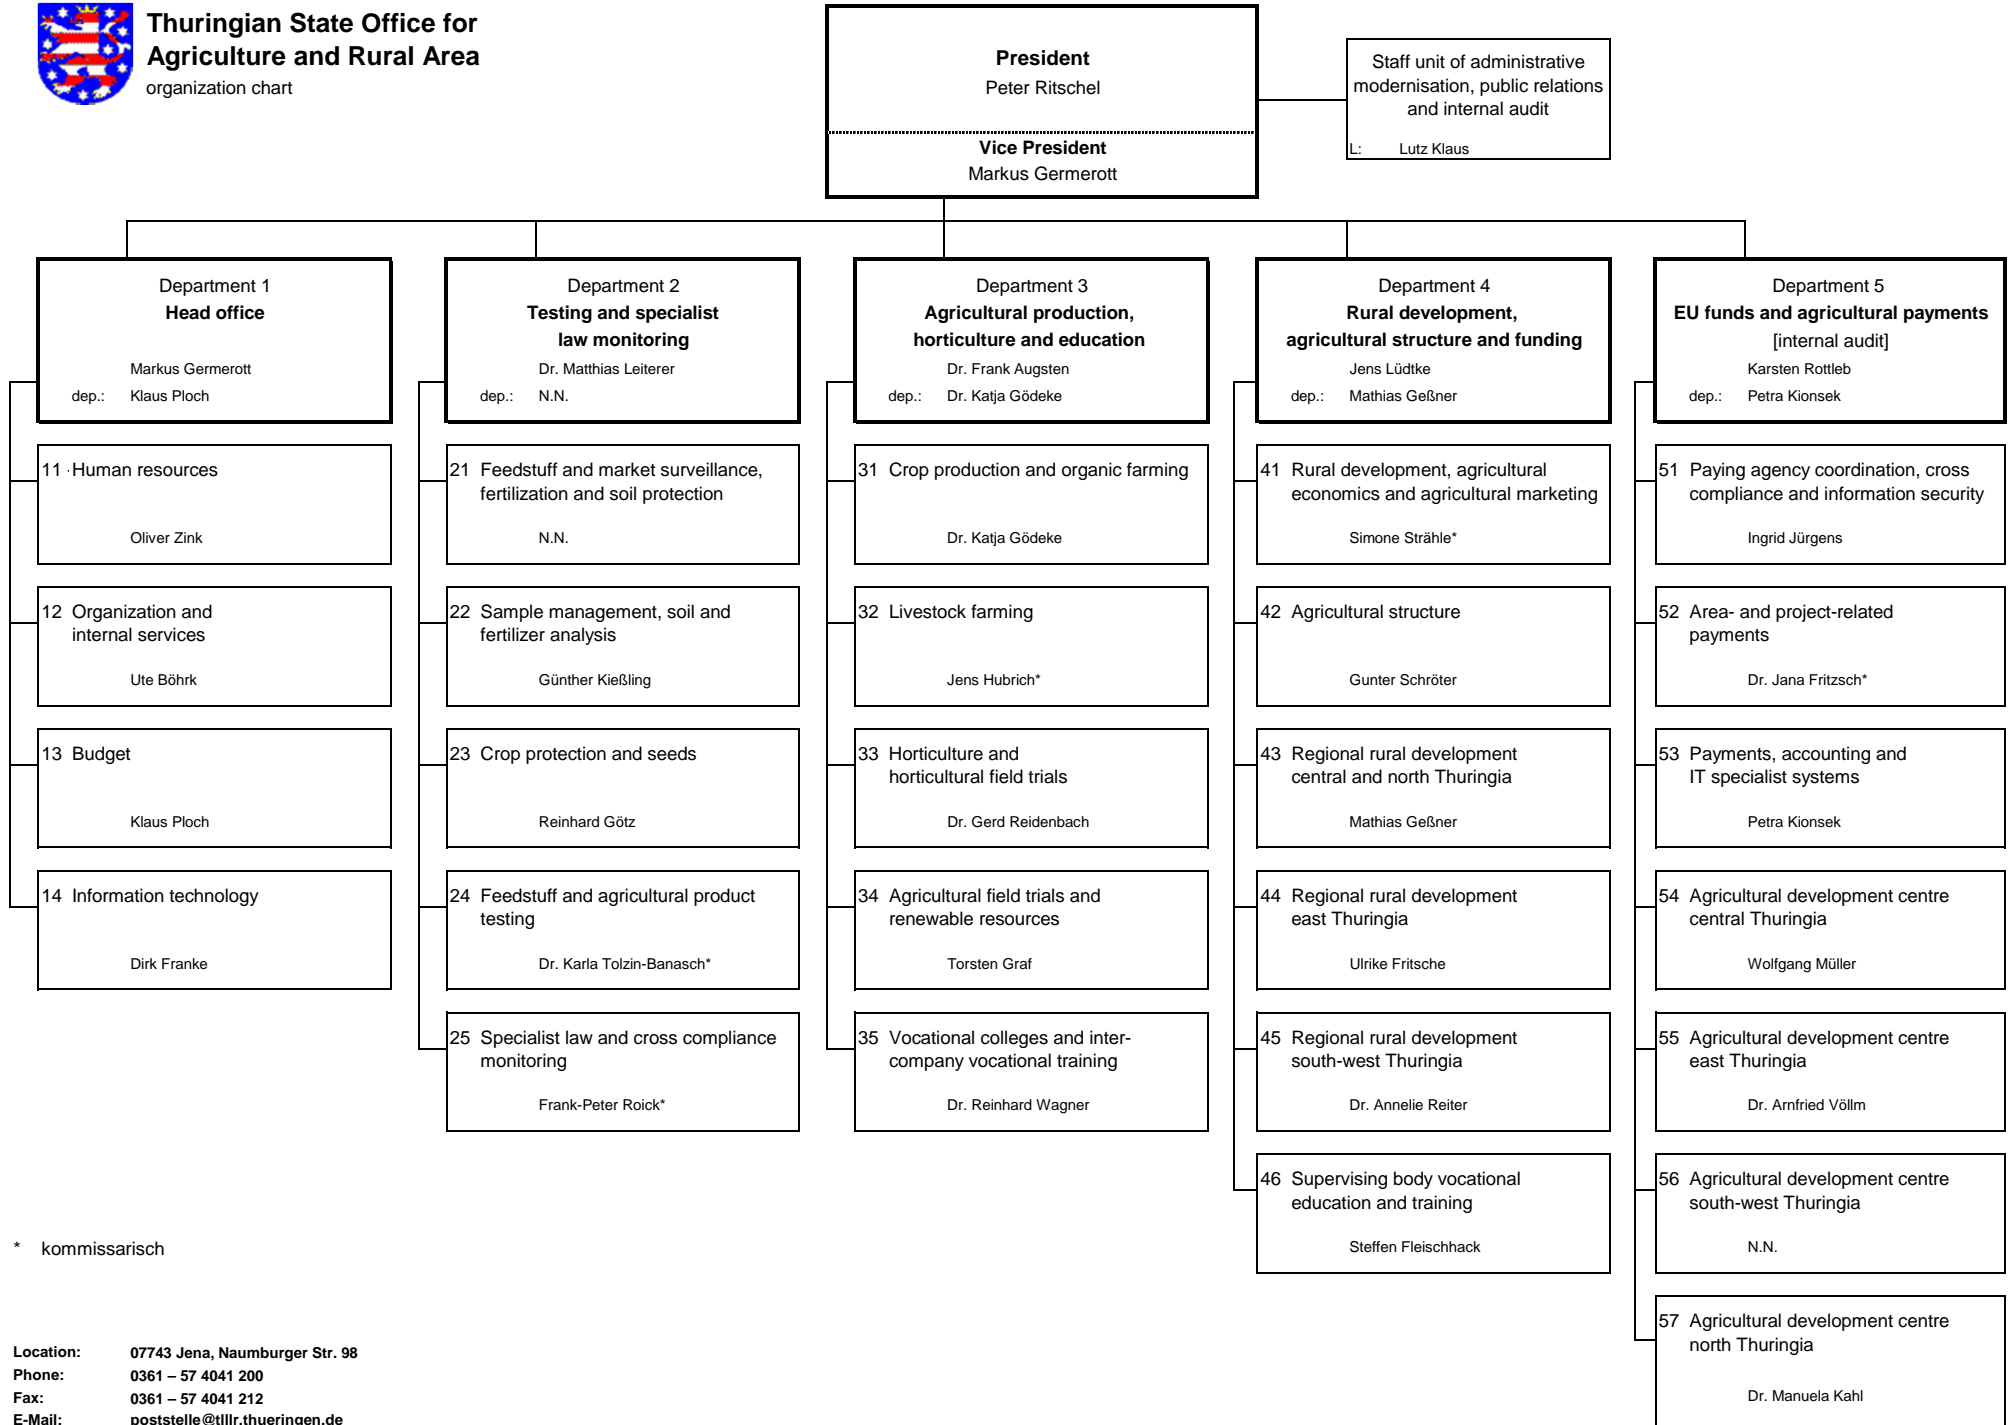 Thuringian State Office for
Agriculture and Rural Area
organization chart
President
Peter Ritschel
Vice President
Markus Germerott
Staff unit of administrative
modernisation, public relations
and internal audit
L: Lutz Klaus
Department 1
Head office
Markus Germerott
dep.: Klaus Ploch
11 Human resources
Oliver Zink
12 Organization and
internal services
Ute Böhrk
13 Budget
Klaus Ploch
14 Information technology
Dirk Franke
Department 2
Testing and specialist
law monitoring
Dr. Matthias Leiterer
dep.: N.N.
21 Feedstuff and market surveillance,
fertilization and soil protection
N.N.
22 Sample management, soil and
fertilizer analysis
Günther Kießling
23 Crop protection and seeds
Reinhard Götz
24 Feedstuff and agricultural product
testing
Dr. Karla Tolzin-Banasch*
25 Specialist law and cross compliance
monitoring
Frank-Peter Roick*
Department 3
Agricultural production,
horticulture and education
Dr. Frank Augsten
dep.: Dr. Katja Gödeke
31 Crop production and organic farming
Dr. Katja Gödeke
32 Livestock farming
Jens Hubrich*
33 Horticulture and
horticultural field trials
Dr. Gerd Reidenbach
34 Agricultural field trials and
renewable resources
Torsten Graf
35 Vocational colleges and inter-
company vocational training
Dr. Reinhard Wagner
Department 4
Rural development,
agricultural structure and funding
Jens Lüdtke
dep.: Mathias Geßner
41 Rural development, agricultural
economics and agricultural marketing
Simone Strähle*
42 Agricultural structure
Gunter Schröter
43 Regional rural development
central and north Thuringia
Mathias Geßner
44 Regional rural development
east Thuringia
Ulrike Fritsche
45 Regional rural development
south-west Thuringia
Dr. Annelie Reiter
46 Supervising body vocational
education and training
Steffen Fleischhack
Department 5
EU funds and agricultural payments
[internal audit]
Karsten Rottleb
dep.: Petra Kionsek
51 Paying agency coordination, cross
compliance and information security
Ingrid Jürgens
52 Area- and project-related
payments
Dr. Jana Fritzsch*
53 Payments, accounting and
IT specialist systems
Petra Kionsek
54 Agricultural development centre
central Thuringia
Wolfgang Müller
55 Agricultural development centre
east Thuringia
Dr. Arnfried Völlm
56 Agricultural development centre
south-west Thuringia
N.N.
57 Agricultural development centre
north Thuringia
Dr. Manuela Kahl
* kommissarisch
Location: 07743 Jena, Naumburger Str. 98
Phone: 0361 – 57 4041 200
Fax: 0361 – 57 4041 212
E-Mail: poststelle@tlllr.thueringen.de